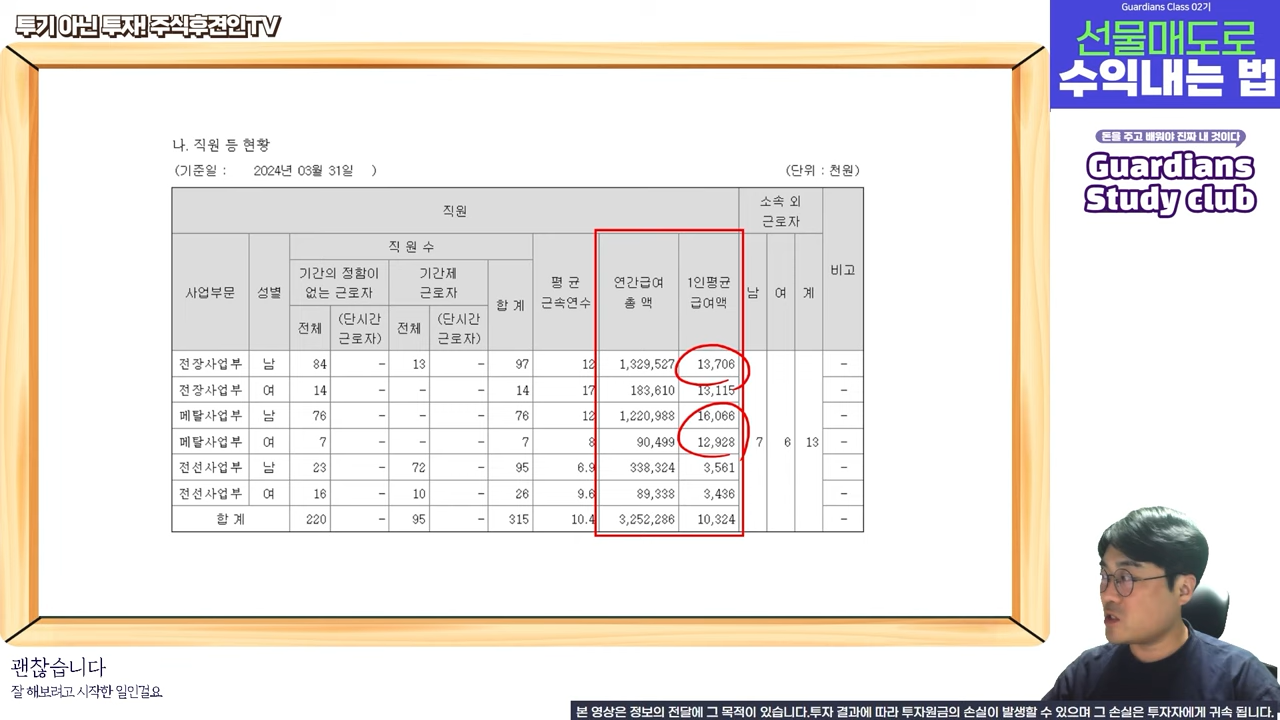 투기 아닌 투재! 주식후견인TV
Guardians Class 02기
선물매도로
수익내는 법
돈을 주고 배워야 진짜 내 것이다
Guardians
Study club
나. 직원 등 현황
(기준일 : 2024년 03월 31일 ) (단위 : 천원)
직원 소속 외 근로자 비고
사업부문 성별 직 원 수 평 균 근속연수 연간급여 총 액 1인평균 급여액 남 여 계
기간의 정함이 없는 근로자 기간제 근로자 합 계
전체 (단시간 근로자) 전체 (단시간 근로자)
전장사업부 남 84 - 13 - 97 12 1,329,527 13,706 7 6 13 -
전장사업부 여 14 - - - 14 17 183,610 13,115 -
메탈사업부 남 76 - - - 76 12 1,220,988 16,066 -
메탈사업부 여 7 - - - 7 8 90,499 12,928 -
전선사업부 남 23 - 72 - 95 6.9 338,324 3,561 -
전선사업부 여 16 - 10 - 26 9.6 89,338 3,436 -
합 계 220 - 95 - 315 10.4 3,252,286 10,324 -
괜찮습니다
잘 해보려고 시작한 일인걸요
본 영상은 정보의 전달에 그 목적이 있습니다.투자 결과에 따라 투자원금의 손실이 발생할 수 있으며 그 손실은 투자자에게 귀속 됩니다.